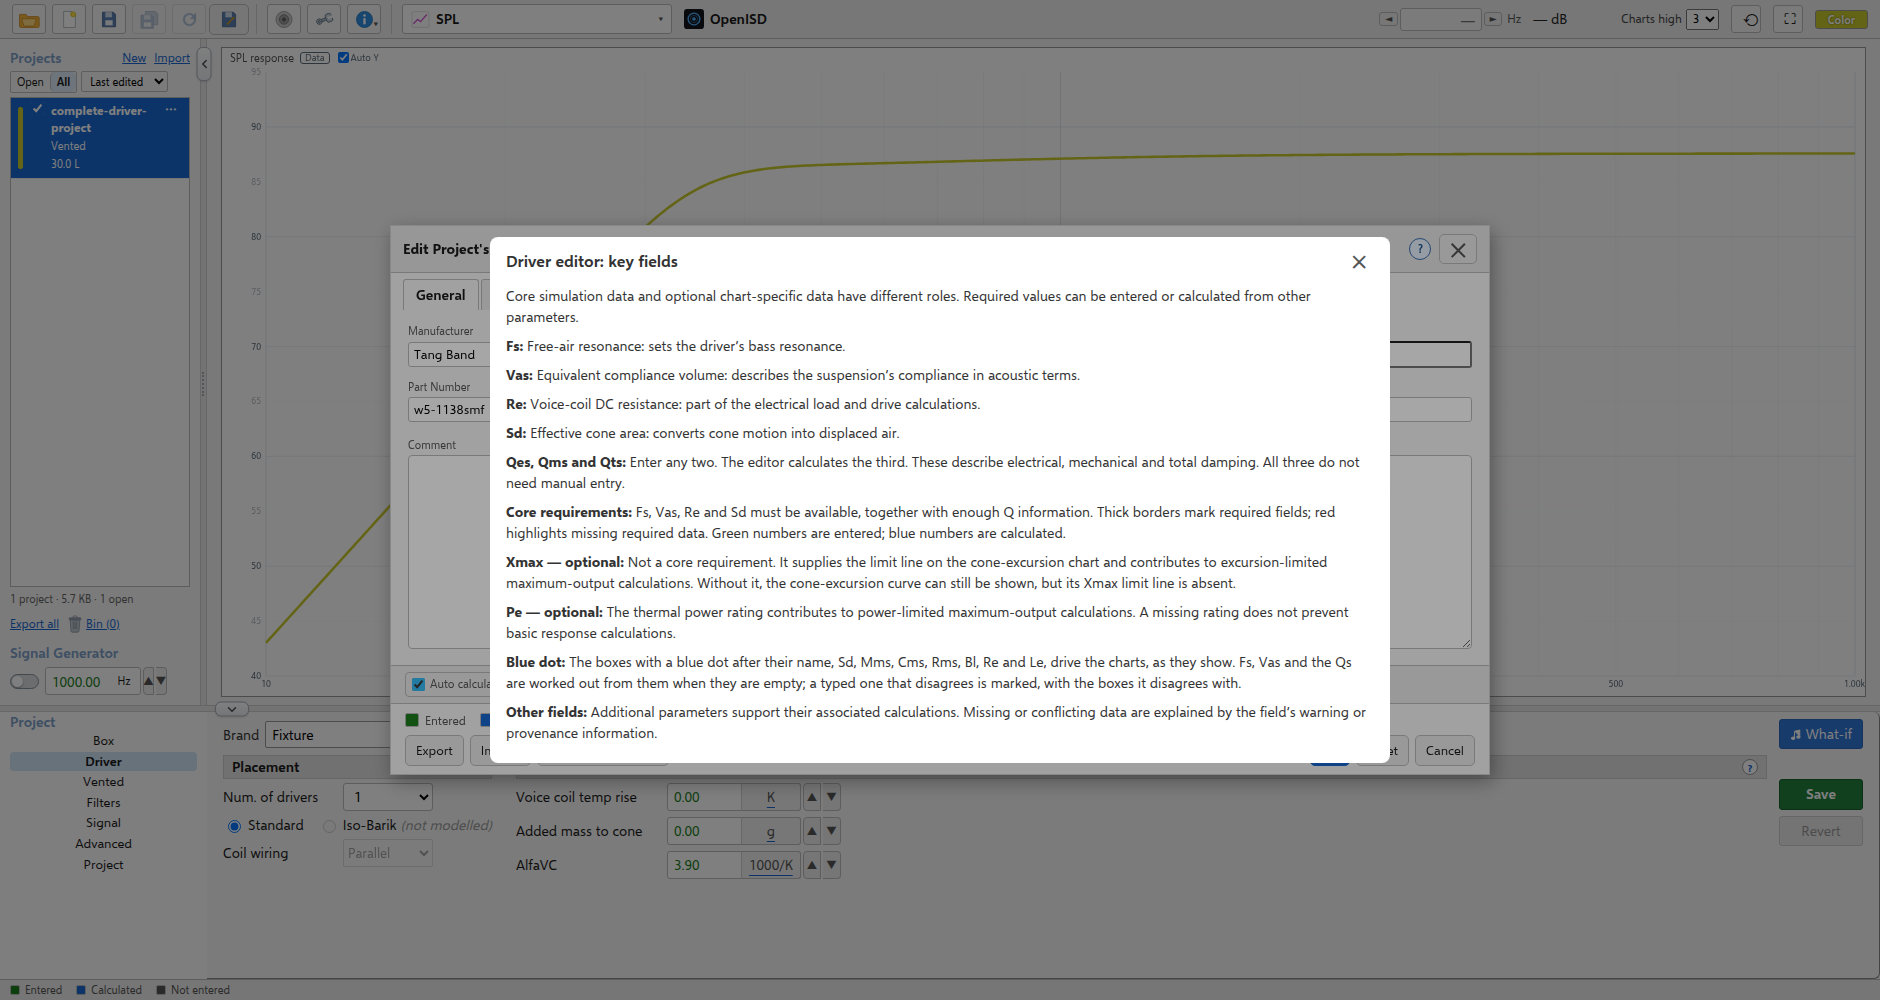 SPL
OpenISD
—
Hz
— dB
Charts high
3
Color
Projects
New
Import
Open
All
Last edited
complete-driver-project
Vented
30.0 L
1 project · 5.7 KB · 1 open
Export all
Bin (0)
Signal Generator
1000.00
Hz
SPL response
Data
Auto Y
95
90
85
80
75
70
65
60
55
50
45
40
10
500
1.00k
Edit Project's
?
General
Manufacturer
Tang Band
Part Number
w5-1138smf
Comment
Auto calcula
Entered
Export
Cancel
Driver editor: key fields
Core simulation data and optional chart-specific data have different roles. Required values can be entered or calculated from other
parameters.
Fs: Free-air resonance: sets the driver’s bass resonance.
Vas: Equivalent compliance volume: describes the suspension’s compliance in acoustic terms.
Re: Voice-coil DC resistance: part of the electrical load and drive calculations.
Sd: Effective cone area: converts cone motion into displaced air.
Qes, Qms and Qts: Enter any two. The editor calculates the third. These describe electrical, mechanical and total damping. All three do not
need manual entry.
Core requirements: Fs, Vas, Re and Sd must be available, together with enough Q information. Thick borders mark required fields; red
highlights missing required data. Green numbers are entered; blue numbers are calculated.
Xmax — optional: Not a core requirement. It supplies the limit line on the cone-excursion chart and contributes to excursion-limited
maximum-output calculations. Without it, the cone-excursion curve can still be shown, but its Xmax limit line is absent.
Pe — optional: The thermal power rating contributes to power-limited maximum-output calculations. A missing rating does not prevent
basic response calculations.
Blue dot: The boxes with a blue dot after their name, Sd, Mms, Cms, Rms, Bl, Re and Le, drive the charts, as they show. Fs, Vas and the Qs
are worked out from them when they are empty; a typed one that disagrees is marked, with the boxes it disagrees with.
Other fields: Additional parameters support their associated calculations. Missing or conflicting data are explained by the field’s warning or
provenance information.
Project
Box
Driver
Vented
Filters
Signal
Advanced
Project
Brand
Fixture
Placement
Num. of drivers
1
Standard
Iso-Barik (not modelled)
Coil wiring
Parallel
Voice coil temp rise
0.00
K
Added mass to cone
0.00
g
AlfaVC
3.90
1000/K
?
What-if
Save
Revert
Entered
Calculated
Not entered